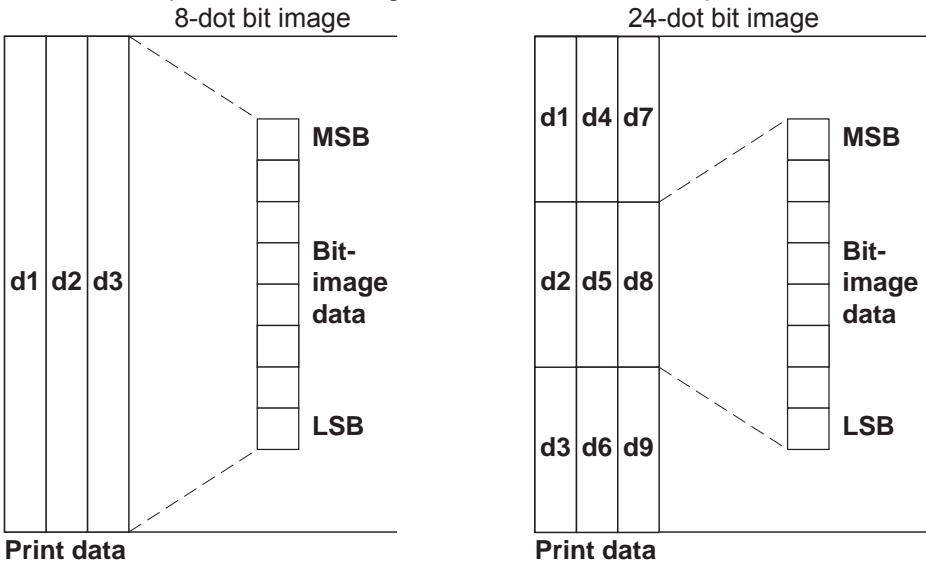 8-dot bit image
d1 d2 d3
MSB
Bit-
image
data
LSB
Print data
24-dot bit image
d1 d4 d7
d2 d5 d8
d3 d6 d9
MSB
Bit-
image
data
LSB
Print data